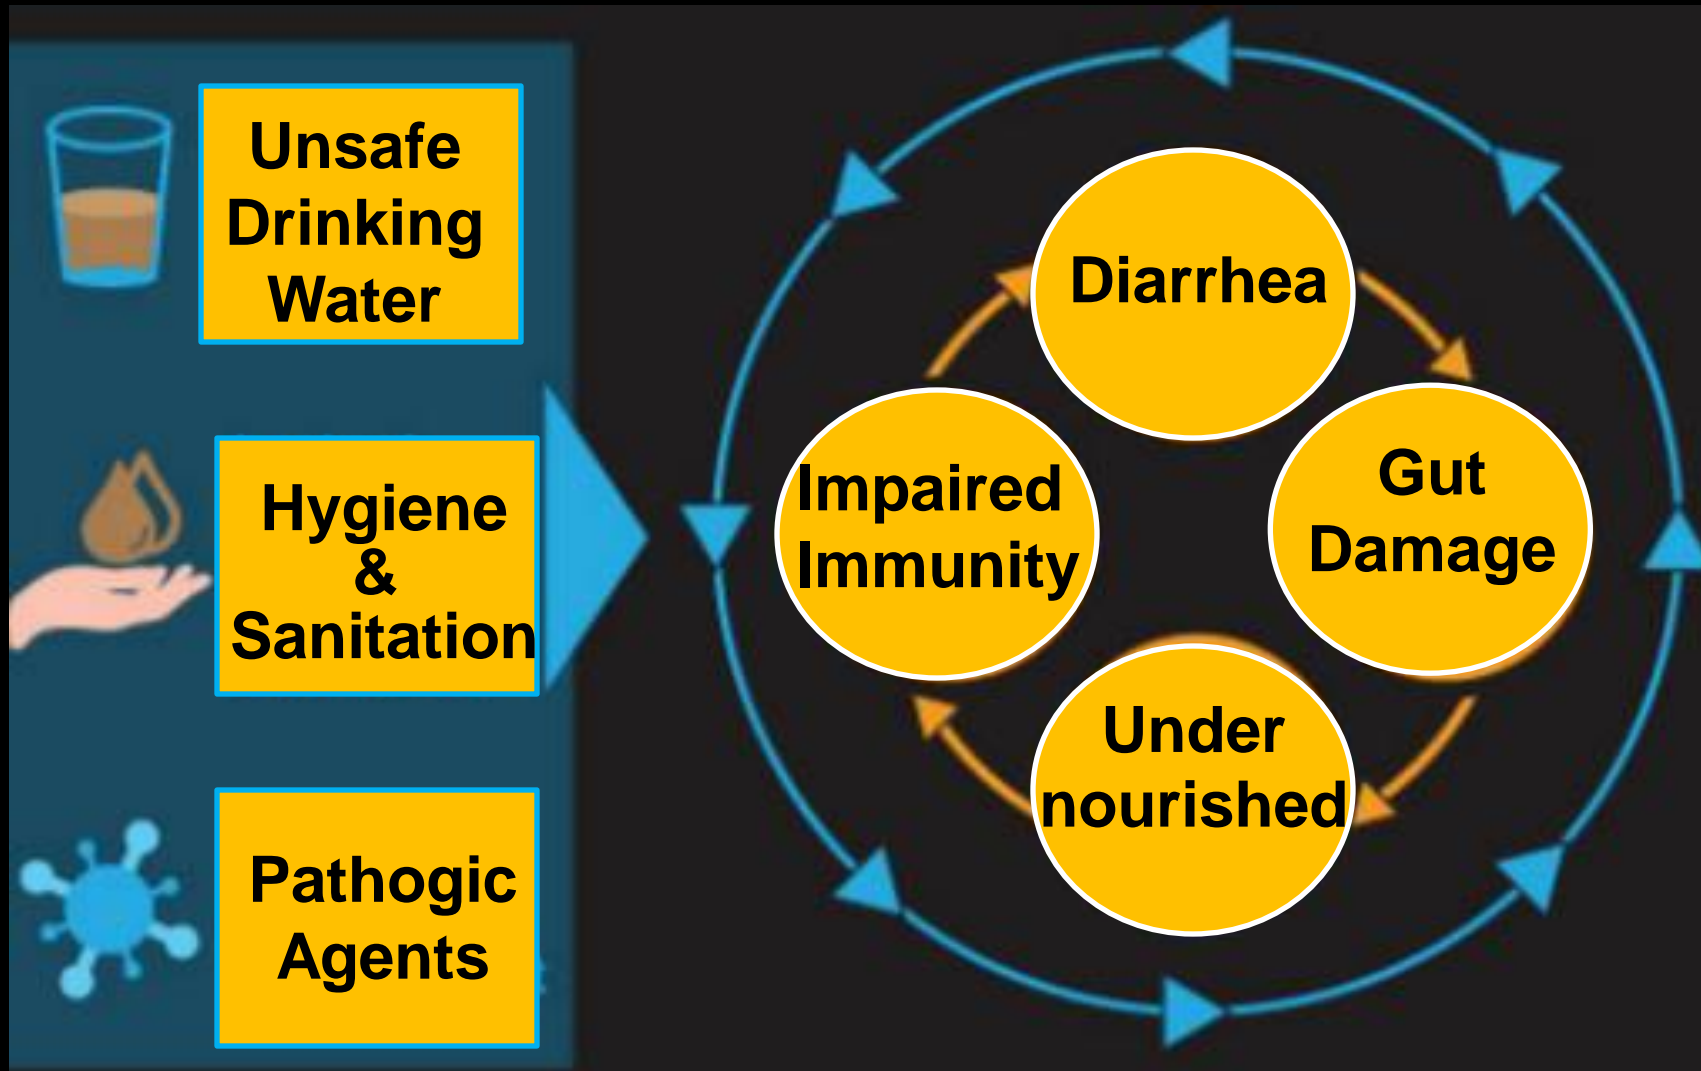 Unsafe
Drinking
Water
Hygiene
&
Sanitation
Pathogic
Agents
Diarrhea
Gut
Damage
Under
nourished
Impaired
Immunity